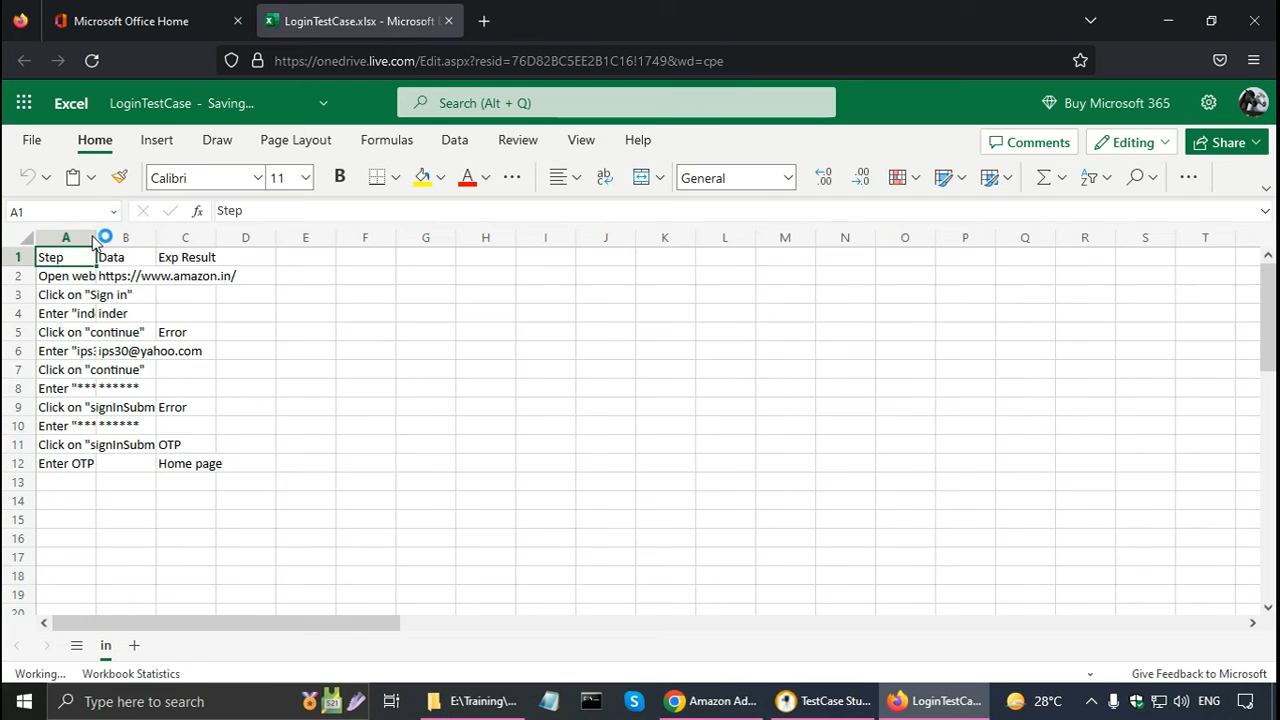 Microsoft Office Home
LoginTestCase.xlsx - Microsoft E
https://onedrive.live.com/Edit.aspx?resid=76D82BC5EE2B1C16!1749&wd=cpe
Excel
LoginTestCase - Saving...
Search (Alt + Q)
Buy Microsoft 365
File
Home
Insert
Draw
Page Layout
Formulas
Data
Review
View
Help
Comments
Editing
Share
Calibri
11
B
A
General
A1
fx
Step
A B C D E F G H I J K L M N O P Q R S T
1 Step Data Exp Result
2 Open web https://www.amazon.in/
3 Click on "Sign in"
4 Enter "ind inder
5 Click on "continue" Error
6 Enter "ips ips30@yahoo.com
7 Click on "continue"
8 Enter "*** *********
9 Click on "signInSubm Error
10 Enter "*** *********
11 Click on "signInSubm OTP
12 Enter OTP Home page
13
14
15
16
17
18
19
20
in
Working...
Workbook Statistics
Give Feedback to Microsoft
Type here to search
E:\Training\...
Amazon Ad...
TestCase Stu...
LoginTestCa...
28°C
ENG